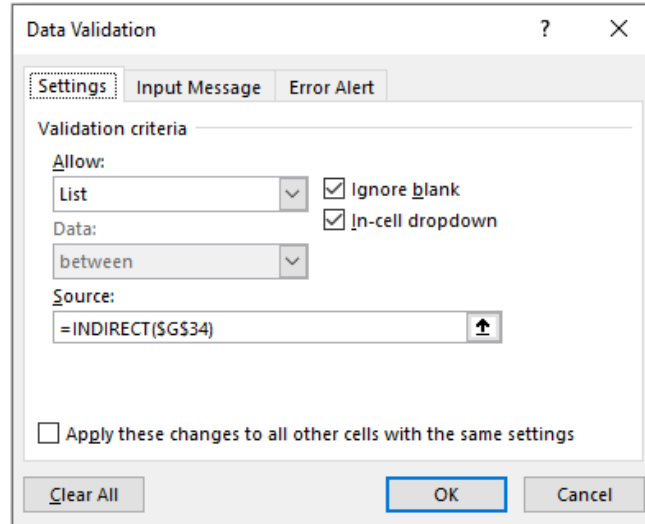 Data Validation ? X
Settings Input Message Error Alert
Validation criteria
Allow:
List
Ignore blank
Data:
In-cell dropdown
between
Source:
=INDIRECT($G$34)
Apply these changes to all other cells with the same settings
Clear All OK Cancel